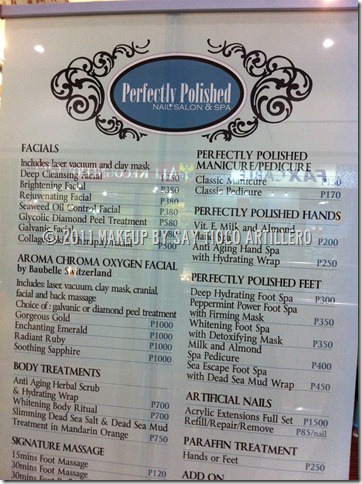 Perfectly Polished
NAIL SALON & SPA
FACIALS
Includes laser, vacuum and clay mask
Deep Cleansing Facial P350
Brightening Facial P380
Rejuvenating Facial P380
Seaweed Oil Control Facial P380
Glycolic Diamond Peel Treatment P580
Galvanic
Collagen
AROMA CHROMA OXYGEN FACIAL
by Baubelle Switzerland
Includes: laser, vacuum, clay mask, cranial,
facial and back massage
Choice of : galvanic or diamond peel treatment
Gorgeous Gold P1000
Enchanting Emerald P1000
Radiant Ruby P1000
Soothing Sapphire P1000
BODY TREATMENTS
Anti Aging Herbal Scrub
& Hydrating Wrap P700
Whitening Body Ritual P700
Slimming Dead Sea Salt & Dead Sea Mud
Treatment in Mandarin Orange P750
SIGNATURE MASSAGE
15mins Foot Massage P120
30mins Foot Massage
PERFECTLY POLISHED
MANICURE/PEDICURE
Classic Manicure P130
Classic Pedicure P170
PERFECTLY POLISHED HANDS
Vit. E, Milk and Almond
P200
Anti Aging Hand Spa
with Hydrating Wrap P250
PERFECTLY POLISHED FEET
Deep Hydrating Foot Spa P300
Peppermint Power Foot Spa
with Firming Mask P350
Whitening Foot Spa
with Detoxifying Mask P350
Milk and Almond
Spa Pedicure P400
Sea Escape Foot Spa
with Dead Sea Mud Wrap P450
ARTIFICIAL NAILS
Acrylic Extensions Full Set P1500
Refill/Repair/Remove P85/nail
PARAFFIN TREATMENT
Hands or Feet P250
ADD ON
© 2011 MAKEUP BY SAY TIOCO ARTILLERO